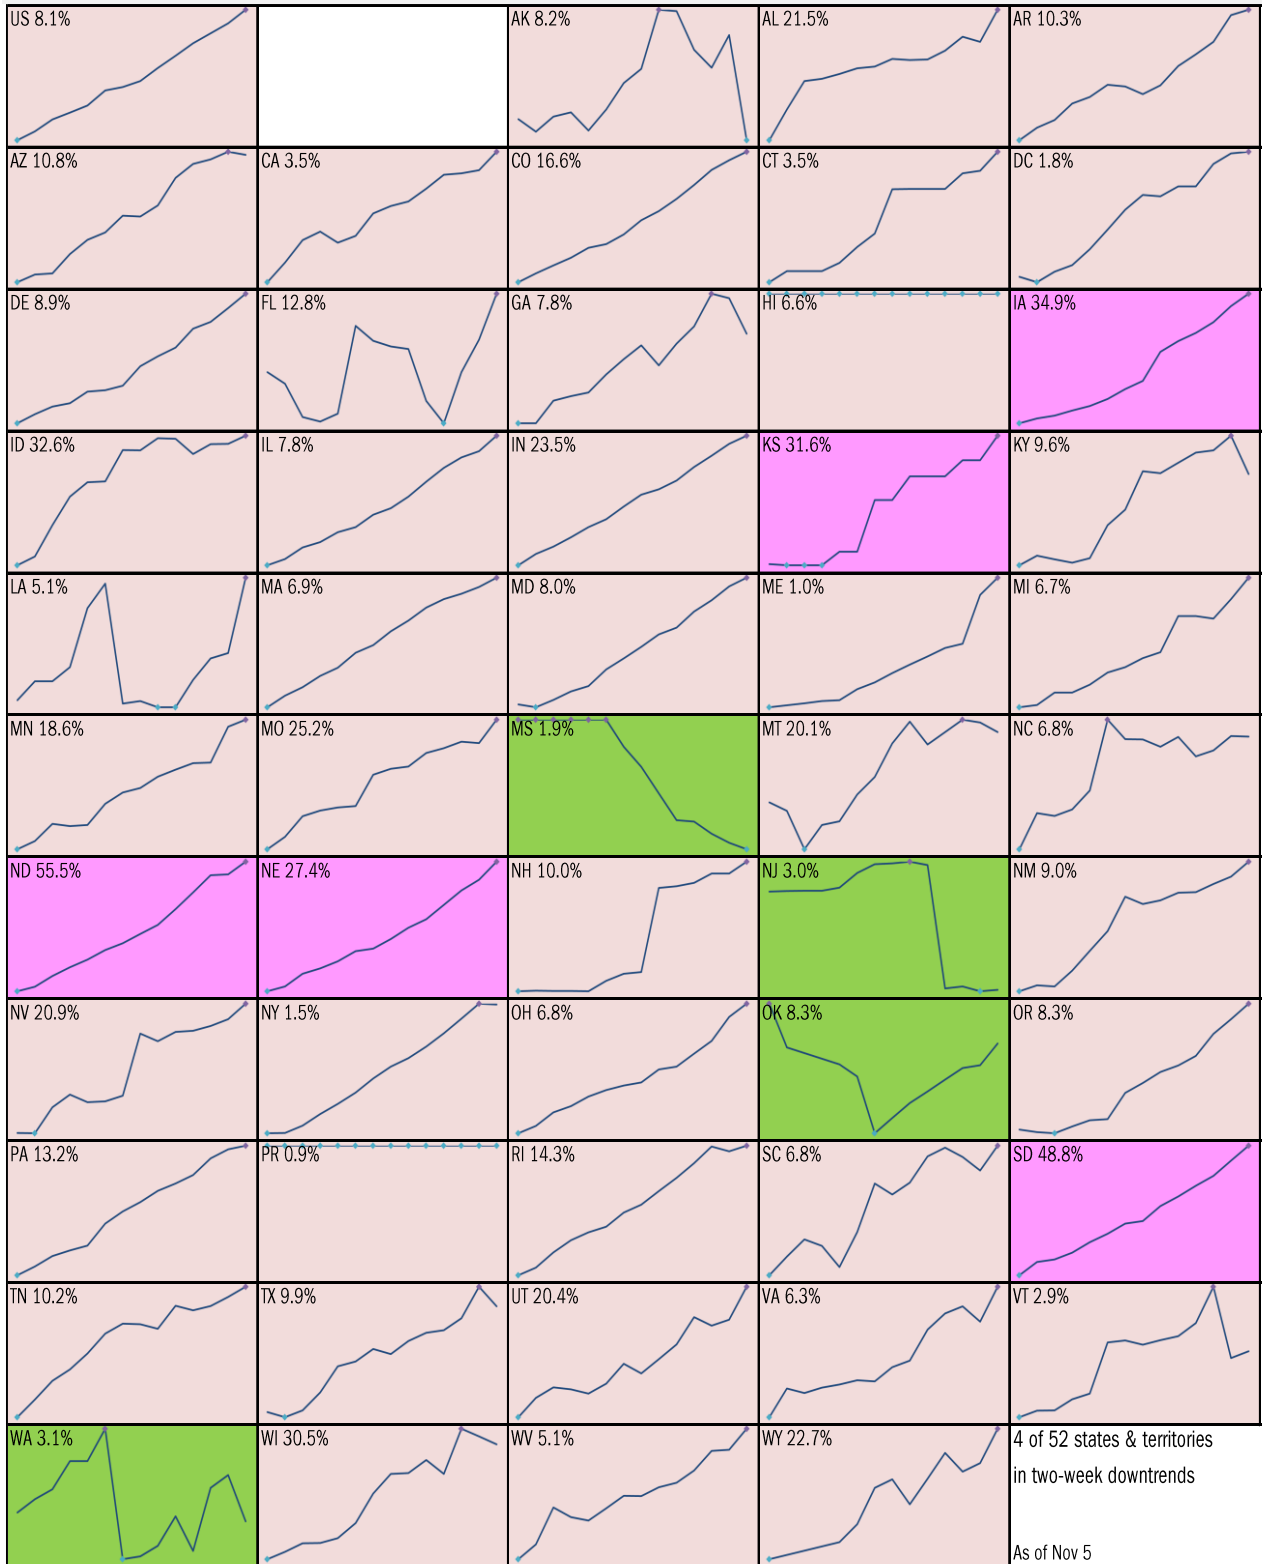 US 8.1%
AK 8.2%
AL 21.5%
AR 10.3%
AZ 10.8%
CA 3.5%
CO 16.6%
CT 3.5%
DC 1.8%
DE 8.9%
FL 12.8%
GA 7.8%
HI 6.6%
IA 34.9%
ID 32.6%
IL 7.8%
IN 23.5%
KS 31.6%
KY 9.6%
LA 5.1%
MA 6.9%
MD 8.0%
ME 1.0%
MI 6.7%
MN 18.6%
MO 25.2%
MS 1.9%
MT 20.1%
NC 6.8%
ND 55.5%
NE 27.4%
NH 10.0%
NJ 3.0%
NM 9.0%
NV 20.9%
NY 1.5%
OH 6.8%
OK 8.3%
OR 8.3%
PA 13.2%
PR 0.9%
RI 14.3%
SC 6.8%
SD 48.8%
TN 10.2%
TX 9.9%
UT 20.4%
VA 6.3%
VT 2.9%
WA 3.1%
WI 30.5%
WV 5.1%
WY 22.7%
4 of 52 states & territories
in two-week downtrends
As of Nov 5